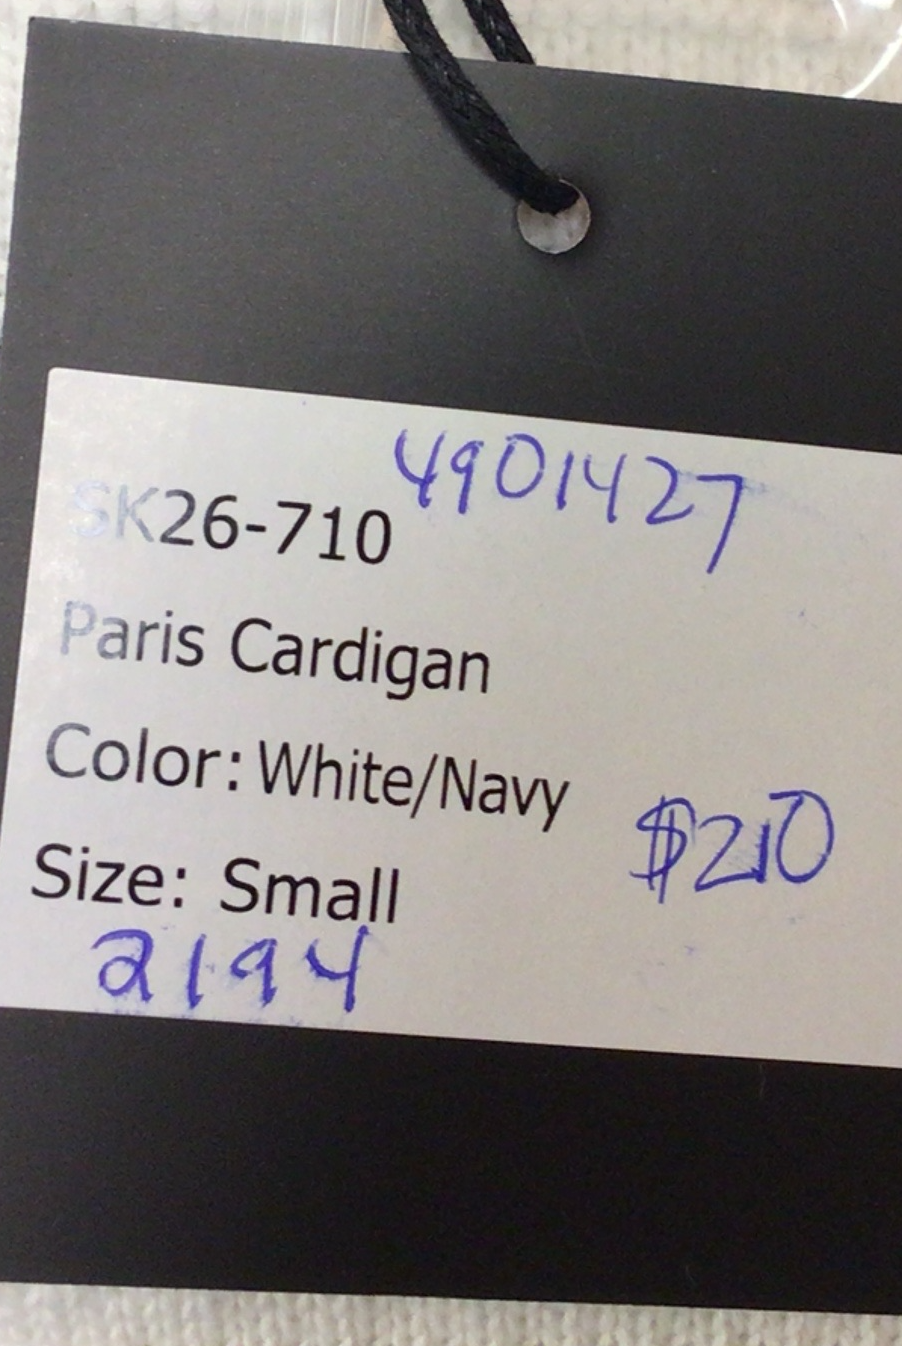 4901427
SK26-710
Paris Cardigan
Color: White/Navy
$210
Size: Small
2194